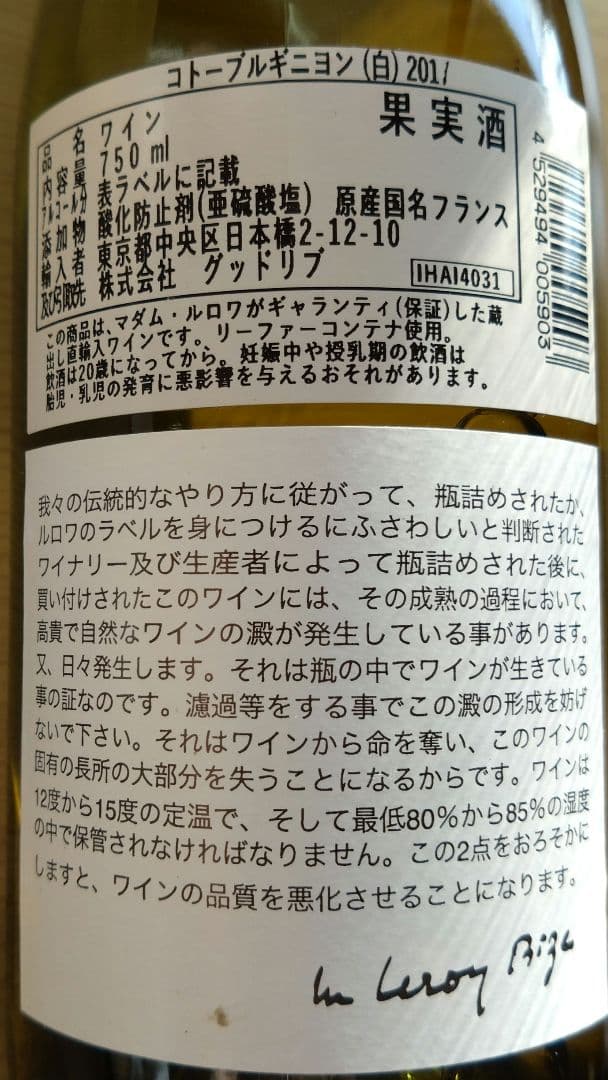 コトーブルギニヨン (白) 2017
果実酒
品名 ワイン
内容量 750 ml
アルコール分 表ラベルに記載
添加物 酸化防止剤(亜硫酸塩) 原産国名フランス
輸入者 東京都中央区日本橋2-12-10
及び引取先 株式会社 グッドリブ
IHAI4031
4 529494 005903
この商品は、マダム・ルロワがギャランティ(保証)した蔵
出し直輸入ワインです。リーファーコンテナ使用。
飲酒は20歳になってから。妊娠中や授乳期の飲酒は
胎児・乳児の発育に悪影響を与えるおそれがあります。
我々の伝統的なやり方に従がって、瓶詰めされたか、
ルロワのラベルを身につけるにふさわしいと判断された
ワイナリー及び生産者によって瓶詰めされた後に、
買い付けされたこのワインには、その成熟の過程において、
高貴で自然なワインの澱が発生している事があります。
又、日々発生します。それは瓶の中でワインが生きている
事の証なのです。濾過等をする事でこの澱の形成を妨げ
ないで下さい。それはワインから命を奪い、このワインの
固有の長所の大部分を失うことになるからです。ワインは
12度から15度の定温で、そして最低80%から85%の湿度
の中で保管されなければなりません。この2点をおろそかに
しますと、ワインの品質を悪化させることになります。
Leroy Bize